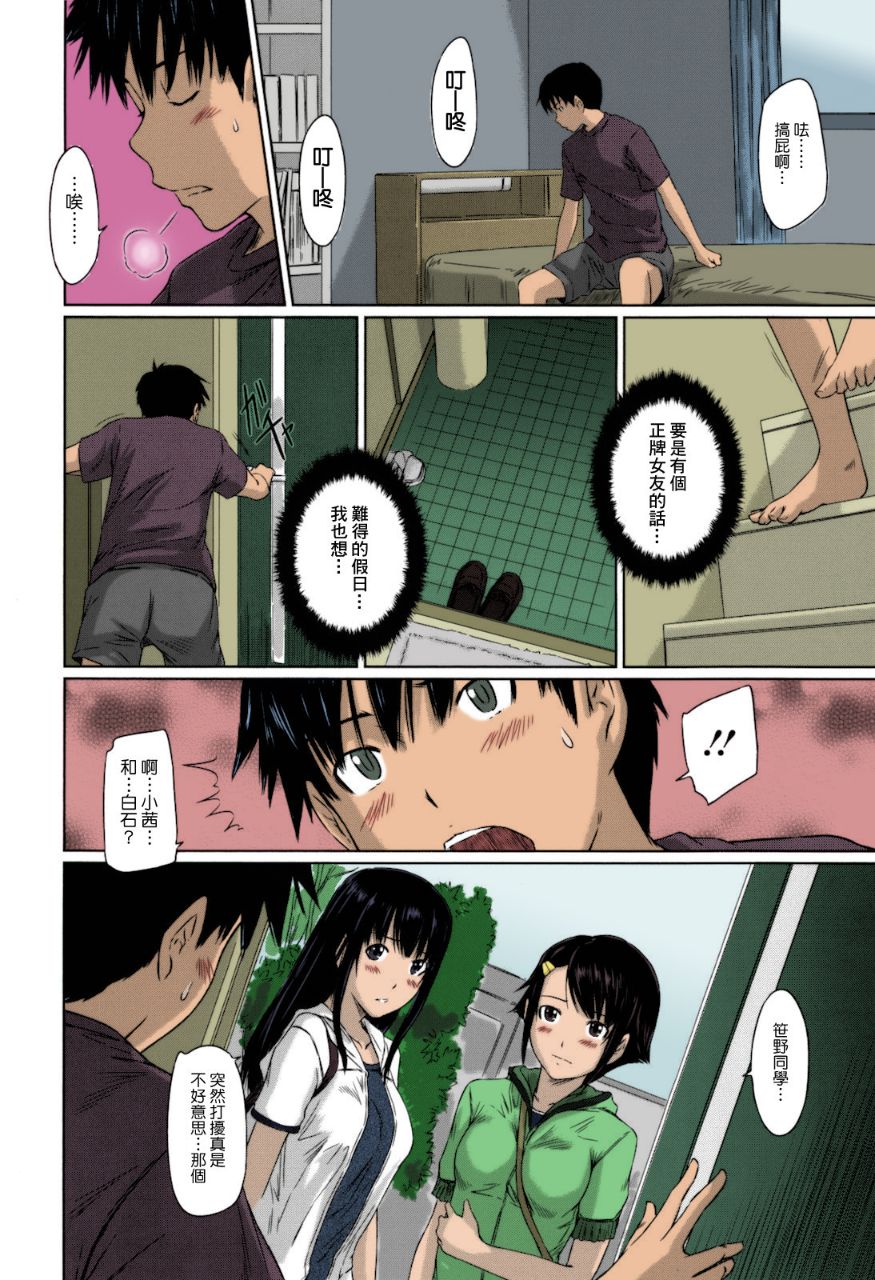 呿……
搞屁啊…
叮—咚
叮—咚
…唉……
要是有個
正牌女友的話…
難得的假日…
我也想…
ガチャ
!!
啊…小茜…
和…白石？
笹野同學…
突然打擾真是
不好意思…那個